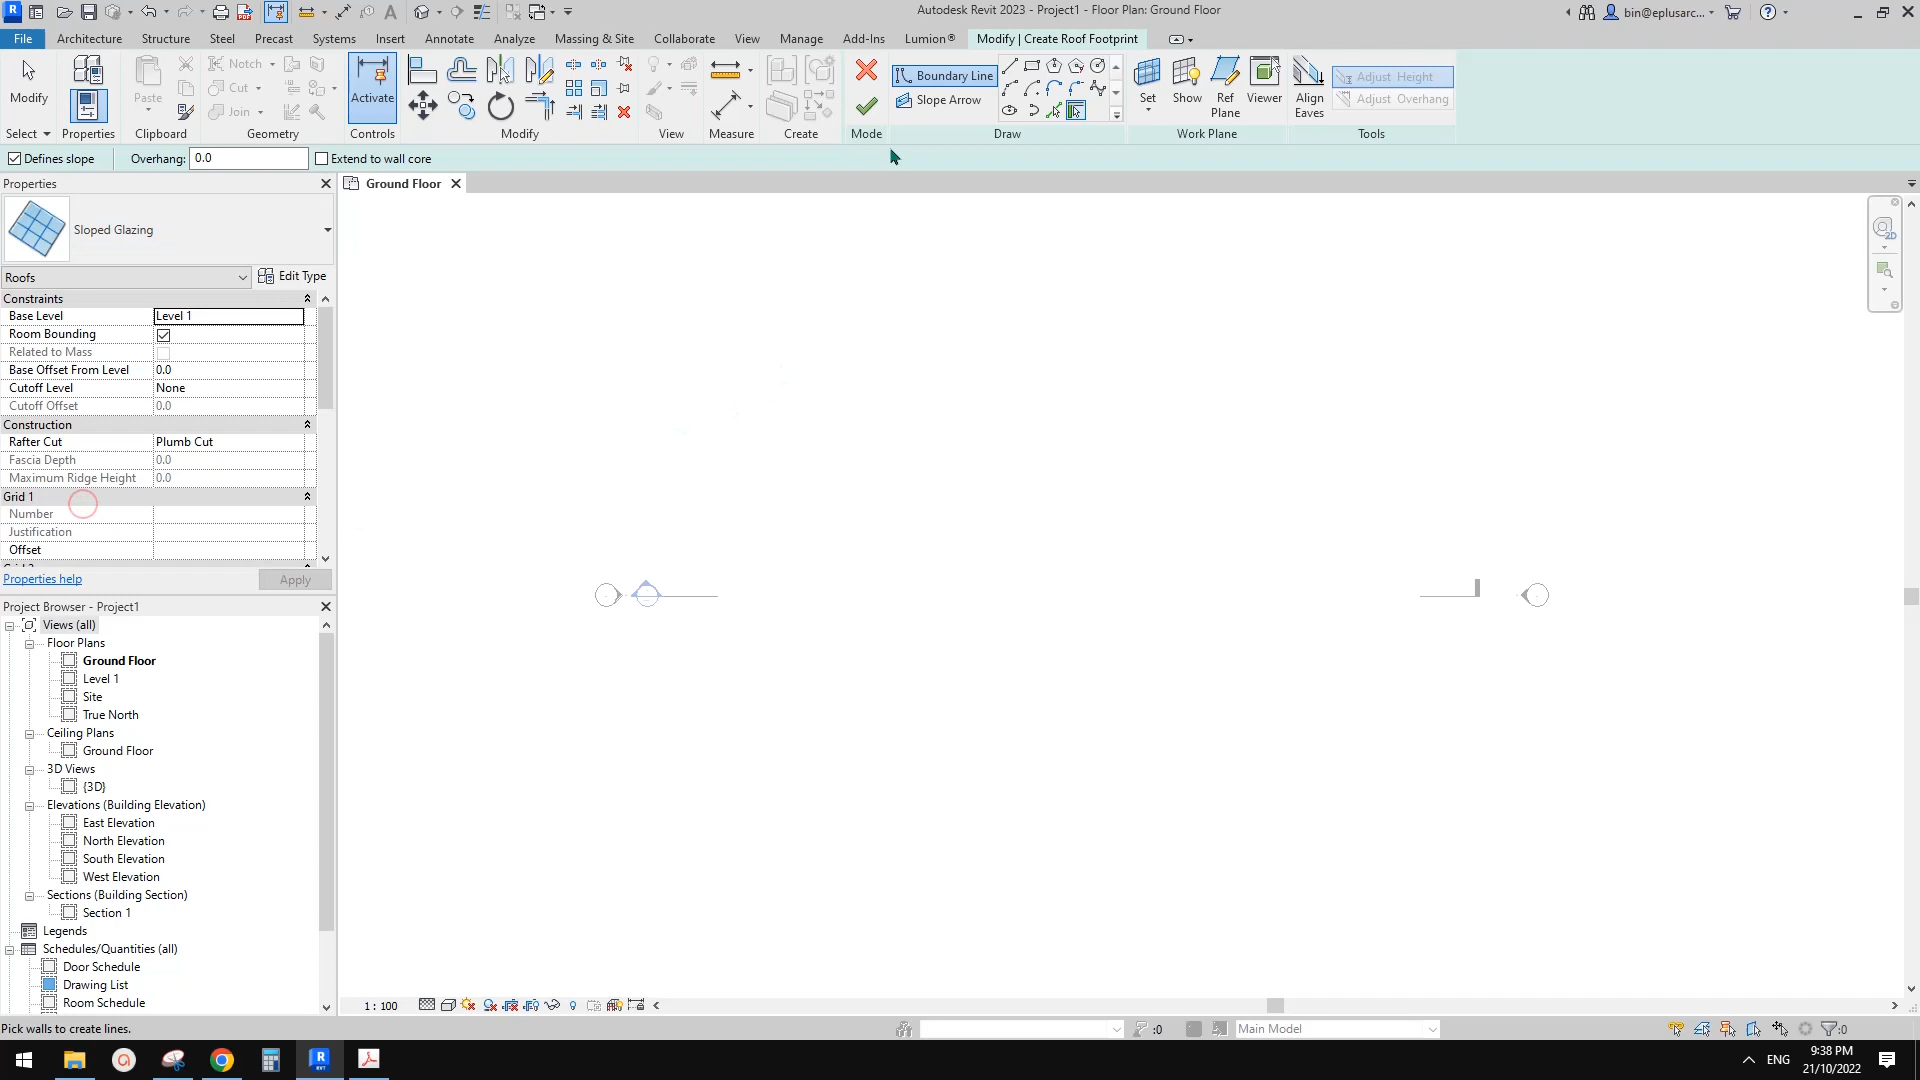 Autodesk Revit 2023 - Project1 - Floor Plan: Ground Floor
bin@eplusarc...
File Architecture Structure Steel Precast Systems Insert Annotate Analyze Massing & Site Collaborate View Manage Add-Ins Lumion® Modify | Create Roof Footprint
Modify
Paste
Notch
Cut
Join
Activate
Boundary Line
Slope Arrow
Set
Show
Ref Plane
Viewer
Align Eaves
Adjust Height
Adjust Overhang
Select Properties Clipboard Geometry Controls Modify View Measure Create Mode Draw Work Plane Tools
Defines slope Overhang: 0.0 Extend to wall core
Properties
Ground Floor
Sloped Glazing
Roofs Edit Type
Constraints
Base Level Level 1
Room Bounding
Related to Mass
Base Offset From Level 0.0
Cutoff Level None
Cutoff Offset 0.0
Construction
Rafter Cut Plumb Cut
Fascia Depth 0.0
Maximum Ridge Height 0.0
Grid 1
Number
Justification
Offset
Properties help Apply
Project Browser - Project1
Views (all)
Floor Plans
Ground Floor
Level 1
Site
True North
Ceiling Plans
Ground Floor
3D Views
{3D}
Elevations (Building Elevation)
East Elevation
North Elevation
South Elevation
West Elevation
Sections (Building Section)
Section 1
Legends
Schedules/Quantities (all)
Door Schedule
Drawing List
Room Schedule
1 : 100
Pick walls to create lines.
:0
Main Model
:0
ENG
9:38 PM
21/10/2022